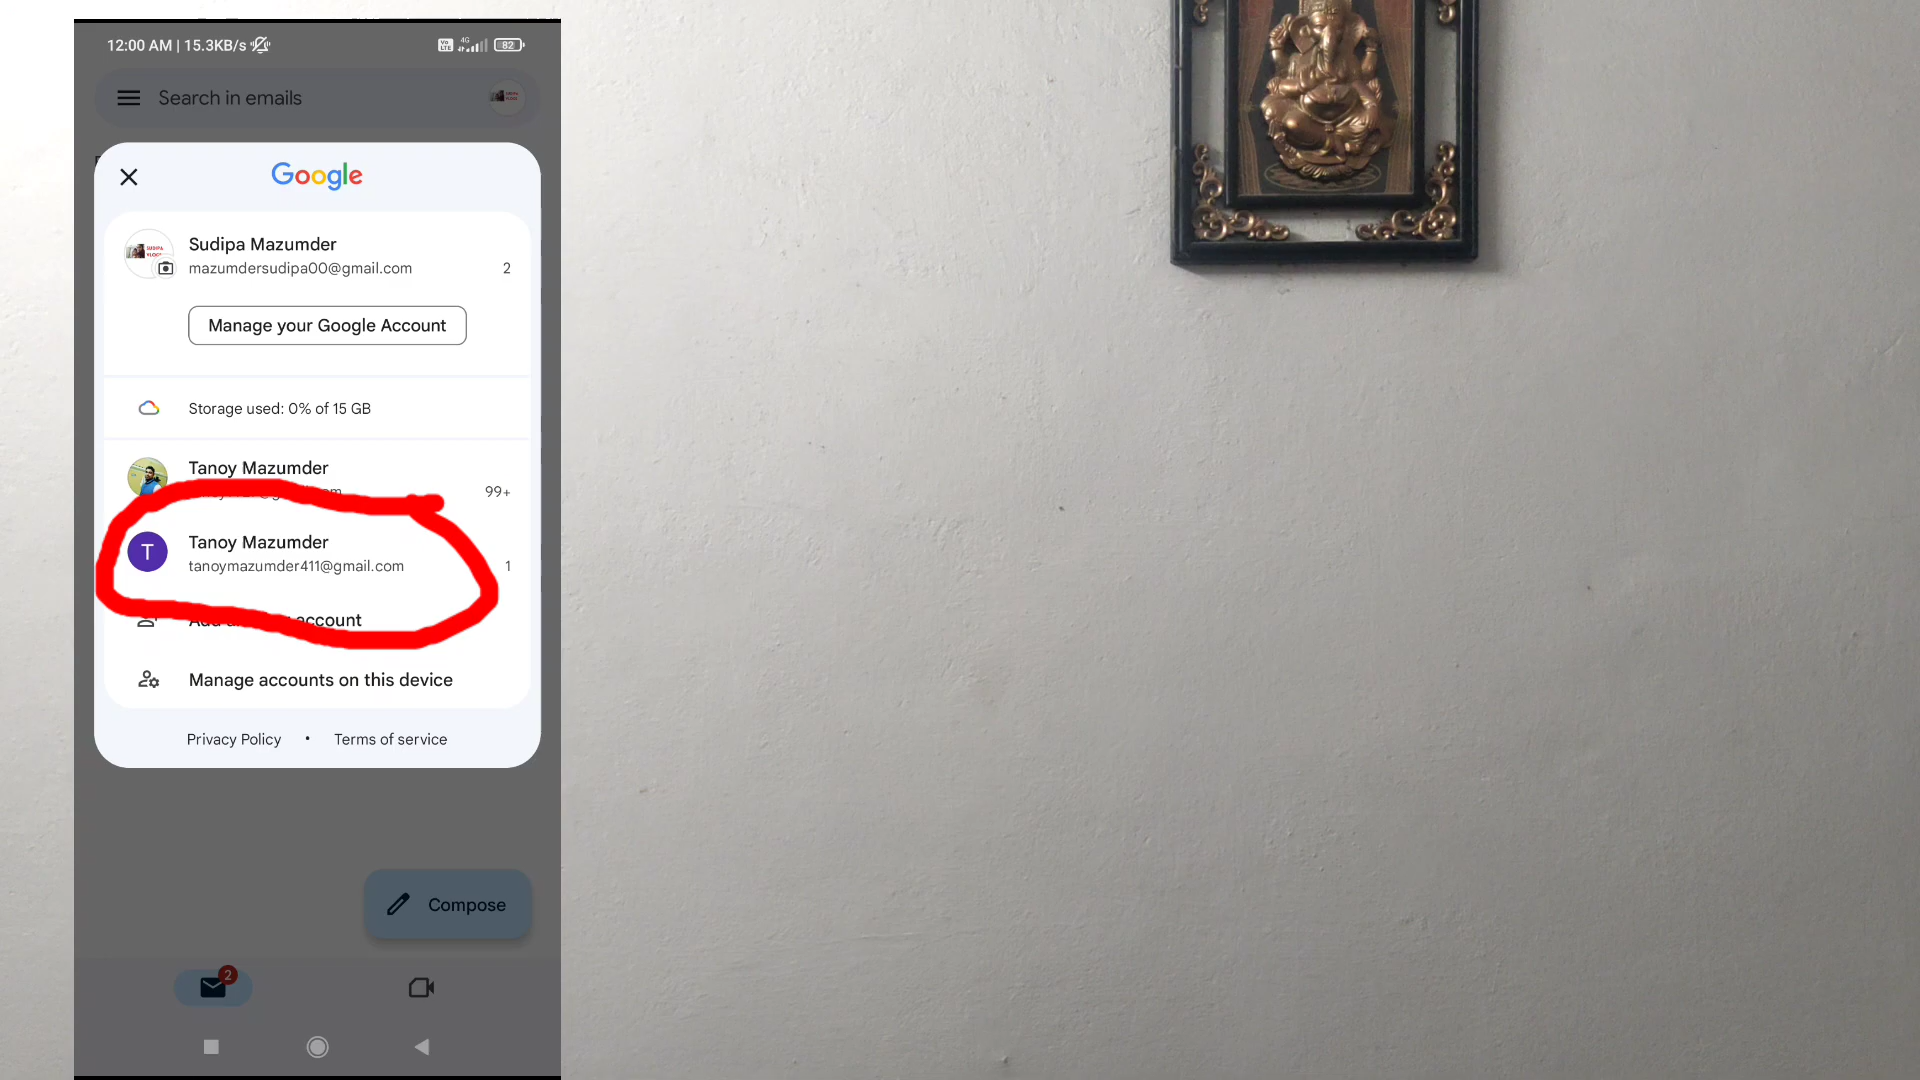 12:00 AM | 15.3KB/s 4G 82
Search in emails
Google
Sudipa Mazumder
mazumdersudipa00@gmail.com 2
Manage your Google Account
Storage used: 0% of 15 GB
Tanoy Mazumder
99+
T
Tanoy Mazumder
tanoymazumder411@gmail.com 1
account
Manage accounts on this device
Privacy Policy • Terms of service
Compose
2